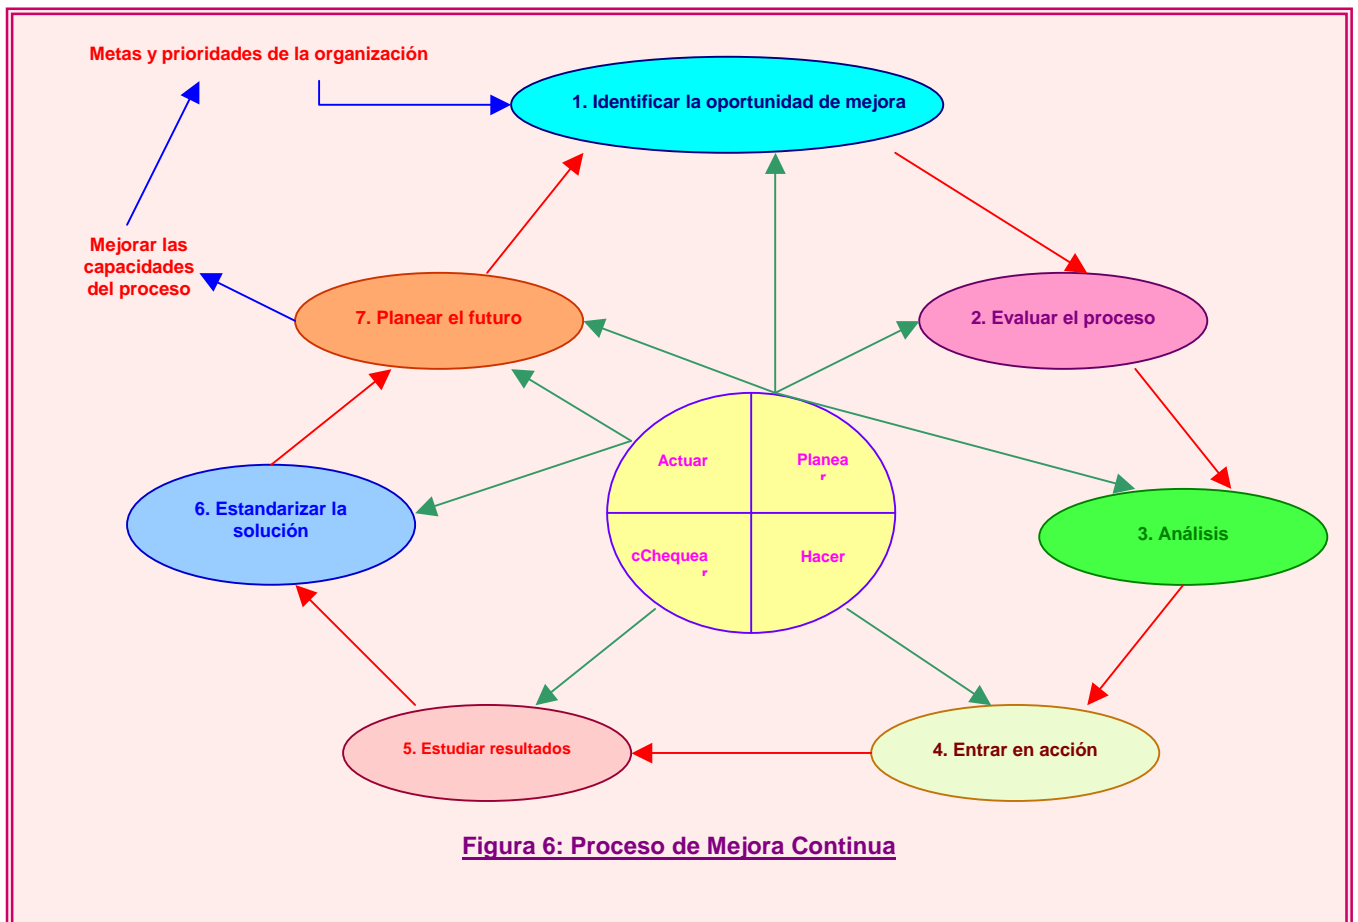 Metas y prioridades de la organización
1. Identificar la oportunidad de mejora
Mejorar las
capacidades
del proceso
7. Planear el futuro
2. Evaluar el proceso
Actuar
Planea
r
6. Estandarizar la
solución
3. Análisis
cChequea
r
Hacer
5. Estudiar resultados
4. Entrar en acción
Figura 6: Proceso de Mejora Continua